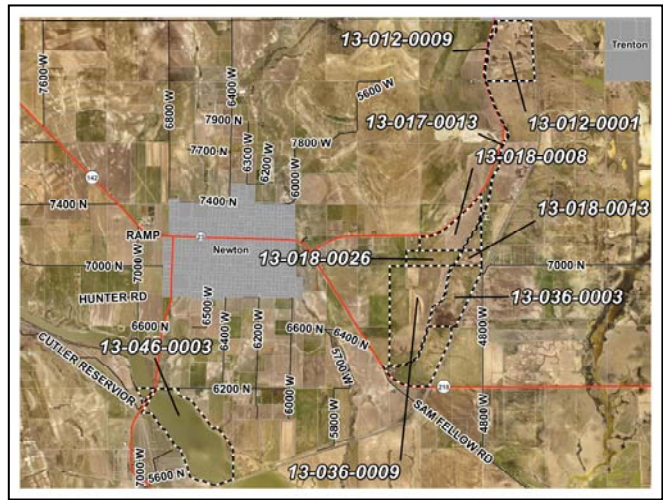 13-012-0009
Trenton
7600 W
6400 W
6800 W
5600 W
13-012-0001
7900 N
13-017-0013
7700 N
6300 W
6200 W
7800 W
13-018-0008
6000 W
142
7400 N
7400 N
13-018-0013
RAMP
23
Newton
7000 N
7000 W
13-018-0026
7000 N
HUNTER RD
13-036-0003
6600 N
6500 W
6400 W
6200 W
6600 N
6400 N
4800 W
13-046-0003
5700 W
CUTLER RESERVIOR
6200 N
6000 W
218
5800 W
SAM FELLOW RD
4800 W
7000 W
5600 N
13-036-0009